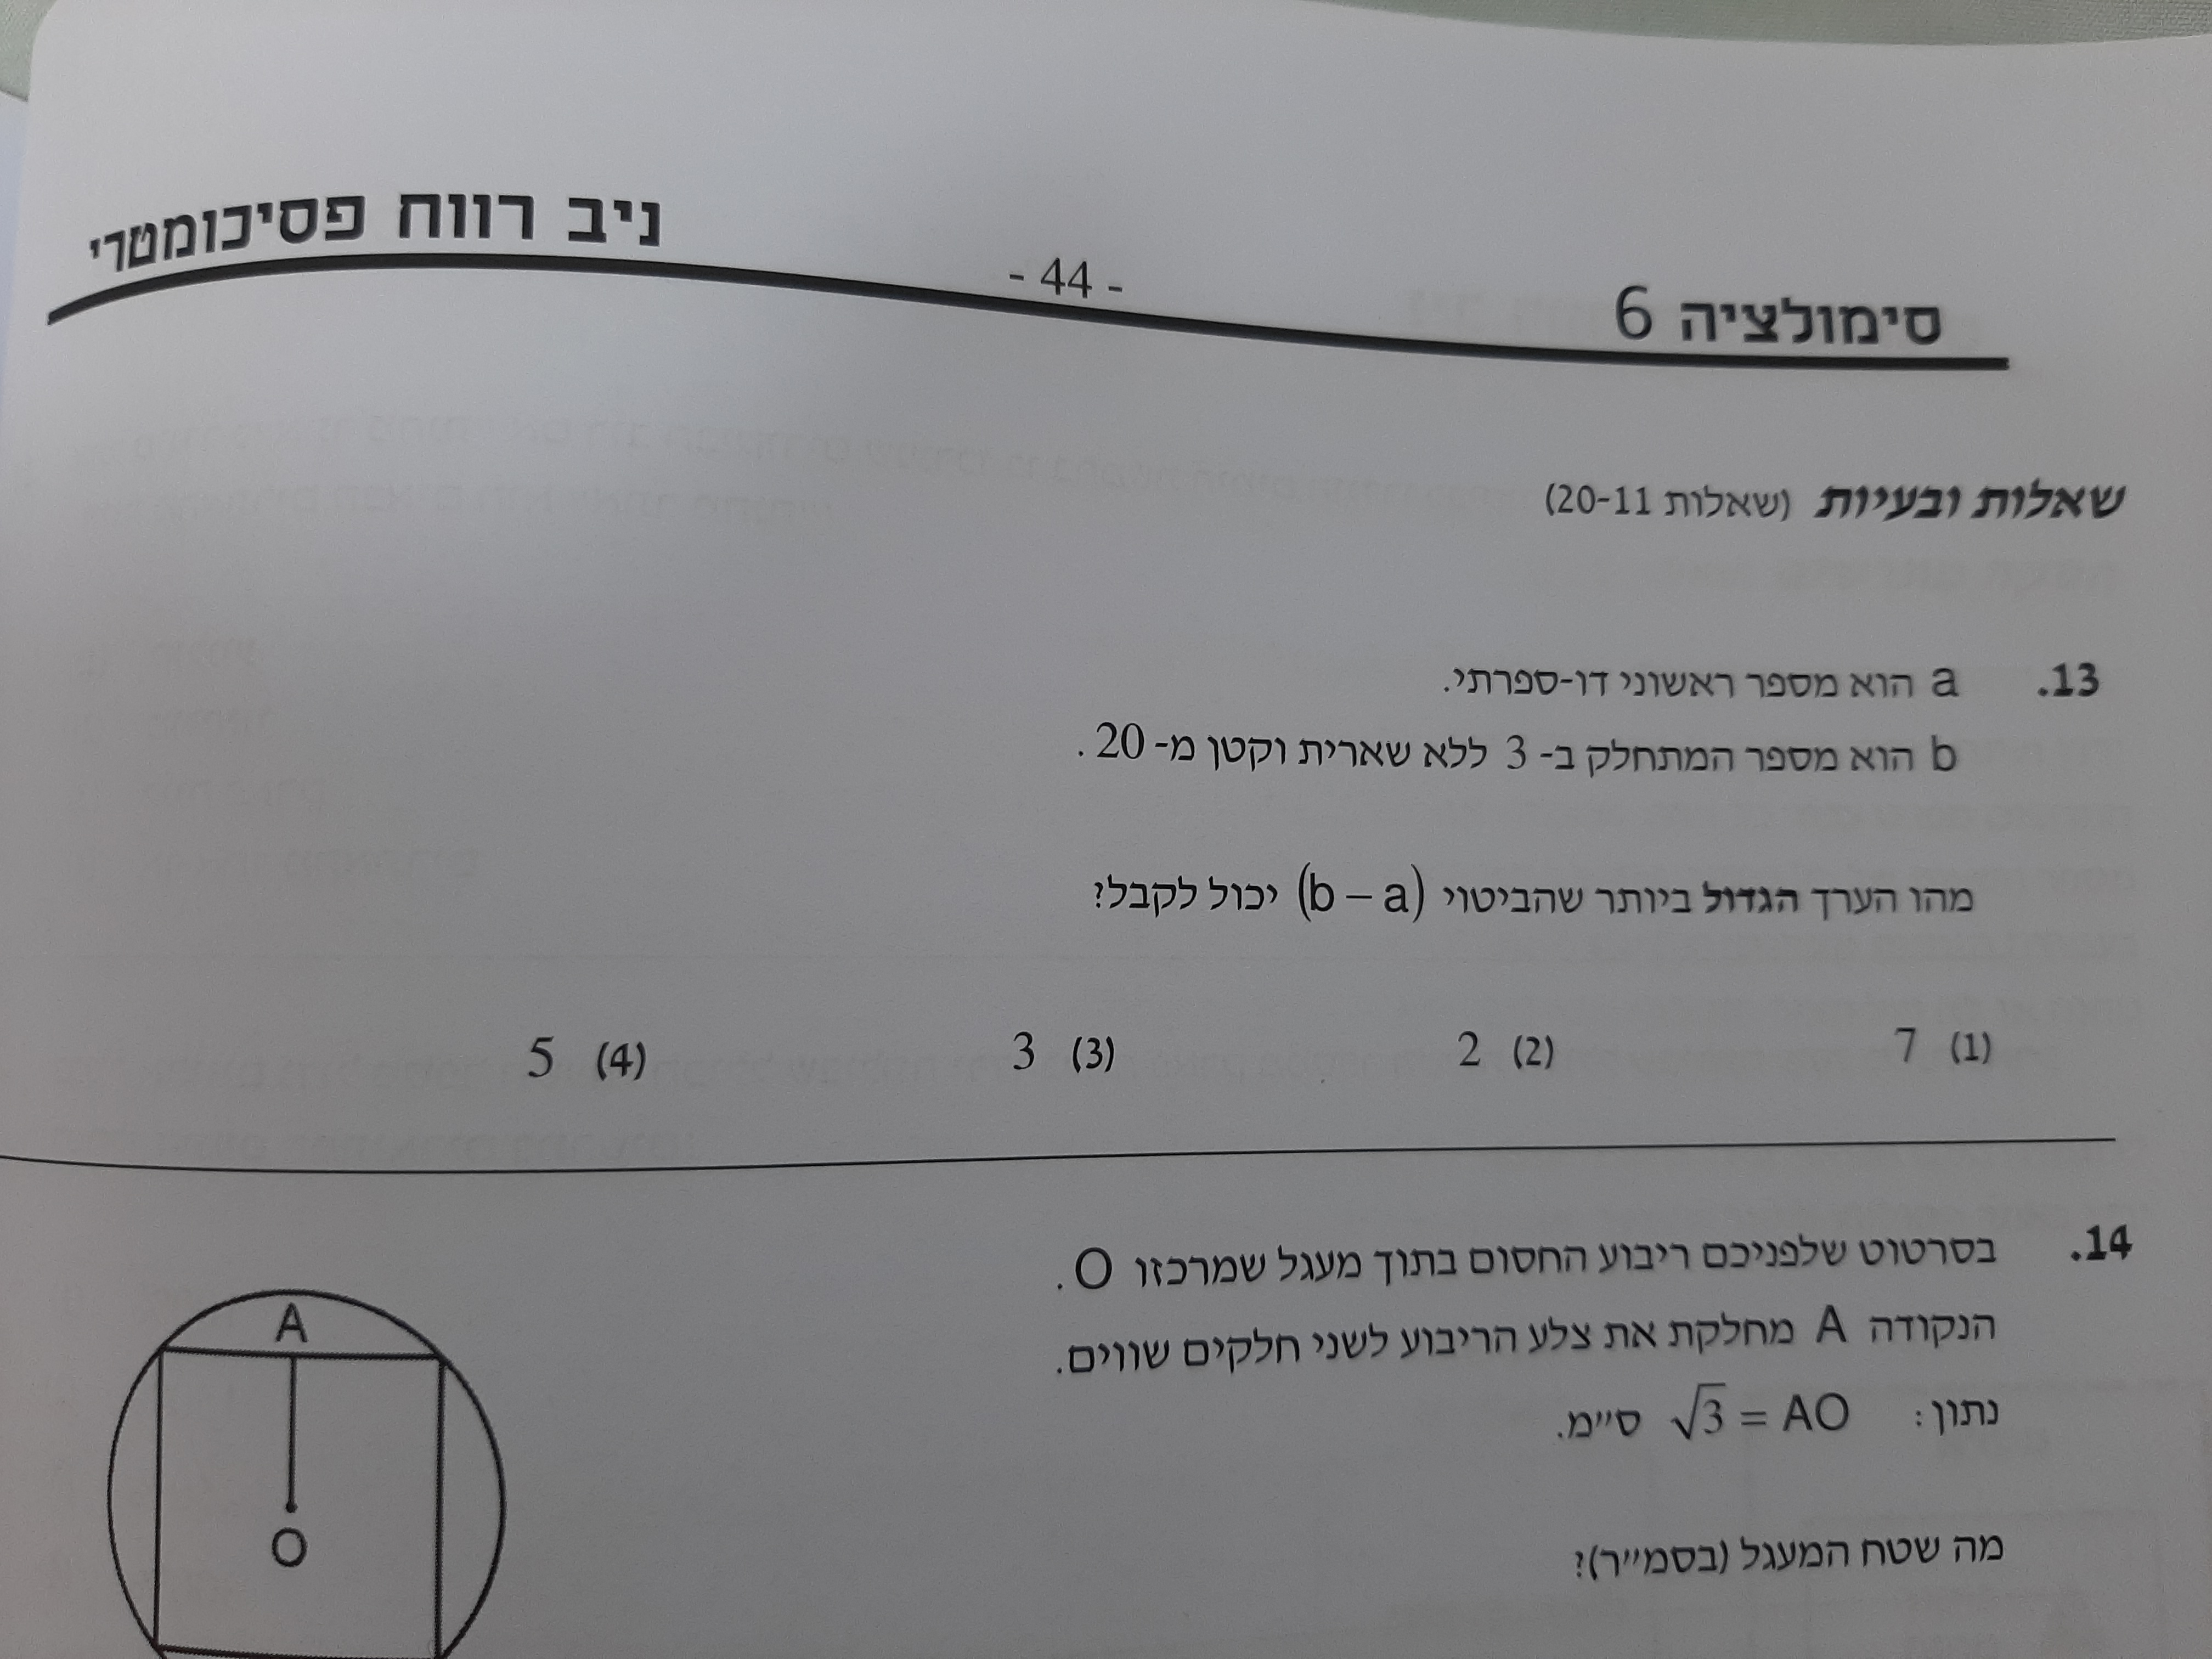 ניב רווח פסיכומטרי
- 44 -
סימולציה 6
שאלות ובעיות (שאלות 20-11)
.13 a הוא מספר ראשוני דו-ספרתי.
b הוא מספר המתחלק ב- 3 ללא שארית וקטן מ- 20 .
מהו הערך הגדול ביותר שהביטוי (b – a) יכול לקבל?
(1) 7 (2) 2 (3) 3 (4) 5
.14 בסרטוט שלפניכם ריבוע החסום בתוך מעגל שמרכזו O .
הנקודה A מחלקת את צלע הריבוע לשני חלקים שווים.
נתון: AO = √3 ס״מ.
מה שטח המעגל (בסמ״ר)?
A
O